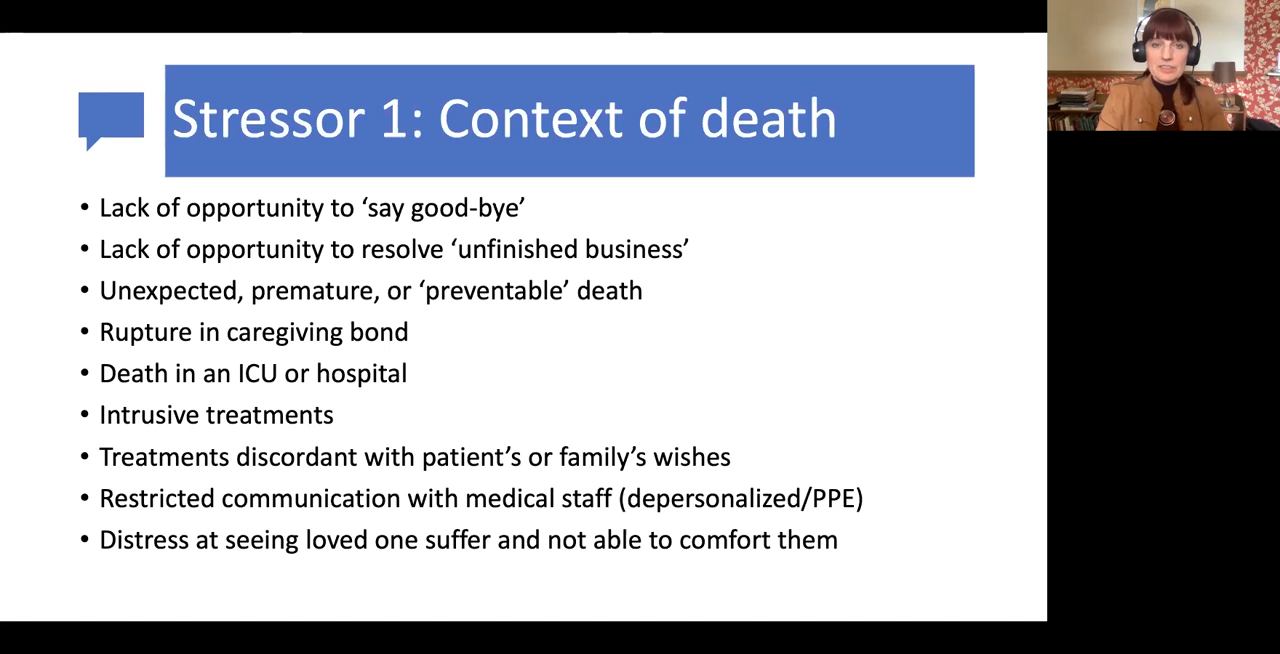 Stressor 1: Context of death
• Lack of opportunity to ‘say good-bye’
• Lack of opportunity to resolve ‘unfinished business’
• Unexpected, premature, or ‘preventable’ death
• Rupture in caregiving bond
• Death in an ICU or hospital
• Intrusive treatments
• Treatments discordant with patient’s or family’s wishes
• Restricted communication with medical staff (depersonalized/PPE)
• Distress at seeing loved one suffer and not able to comfort them